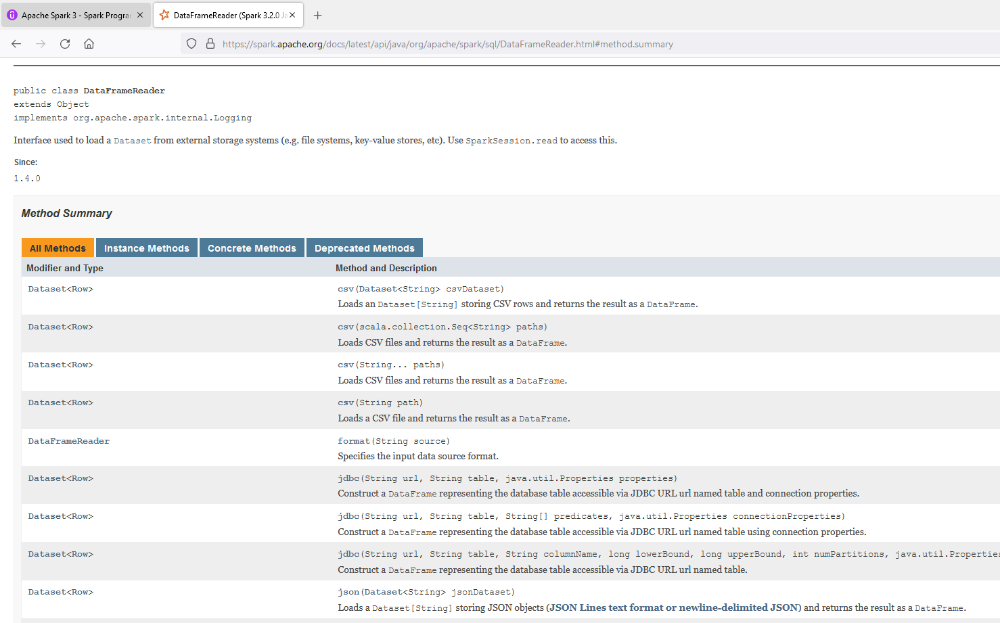 Apache Spark 3 - Spark Progra
DataFrameReader (Spark 3.2.0 Ja
https://spark.apache.org/docs/latest/api/java/org/apache/spark/sql/DataFrameReader.html#method.summary
public class DataFrameReader
extends Object
implements org.apache.spark.internal.Logging
Interface used to load a Dataset from external storage systems (e.g. file systems, key-value stores, etc). Use SparkSession.read to access this.
Since:
1.4.0
Method Summary
All Methods Instance Methods Concrete Methods Deprecated Methods
Modifier and Type Method and Description
Dataset<Row> csv(Dataset<String> csvDataset)
Loads an Dataset[String] storing CSV rows and returns the result as a DataFrame.
Dataset<Row> csv(scala.collection.Seq<String> paths)
Loads CSV files and returns the result as a DataFrame.
Dataset<Row> csv(String... paths)
Loads CSV files and returns the result as a DataFrame.
Dataset<Row> csv(String path)
Loads a CSV file and returns the result as a DataFrame.
DataFrameReader format(String source)
Specifies the input data source format.
Dataset<Row> jdbc(String url, String table, java.util.Properties properties)
Construct a DataFrame representing the database table accessible via JDBC URL url named table and connection properties.
Dataset<Row> jdbc(String url, String table, String[] predicates, java.util.Properties connectionProperties)
Construct a DataFrame representing the database table accessible via JDBC URL url named table using connection properties.
Dataset<Row> jdbc(String url, String table, String columnName, long lowerBound, long upperBound, int numPartitions, java.util.Properties
Construct a DataFrame representing the database table accessible via JDBC URL url named table.
Dataset<Row> json(Dataset<String> jsonDataset)
Loads a Dataset[String] storing JSON objects (JSON Lines text format or newline-delimited JSON) and returns the result as a DataFrame.